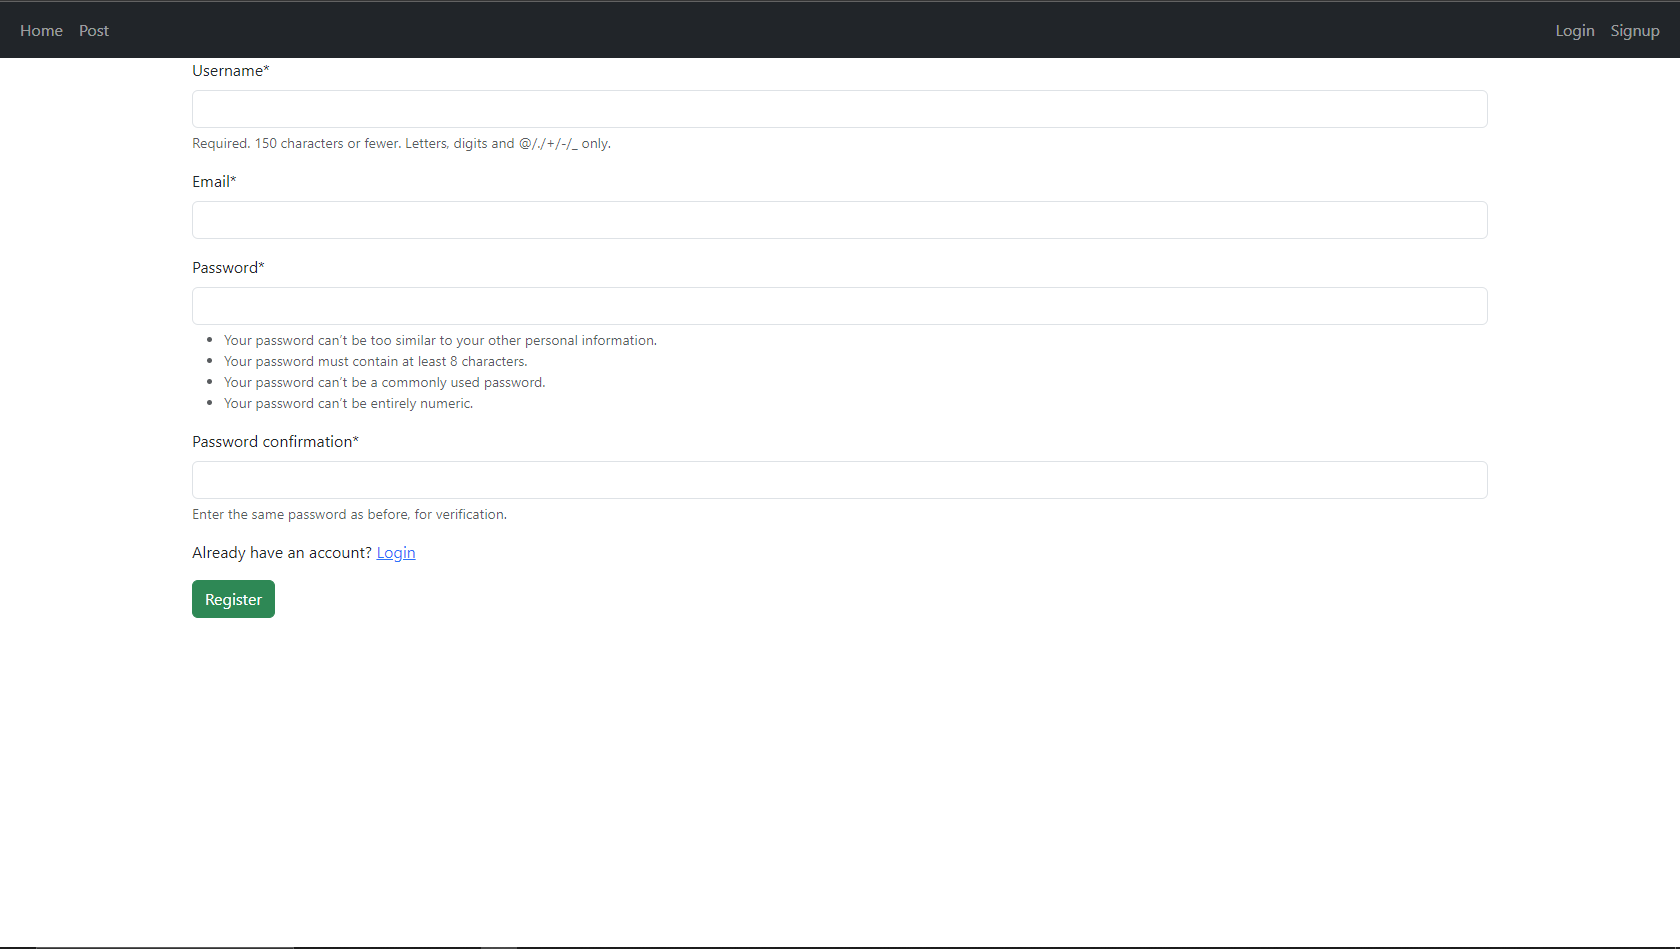 Home Post Login Signup
Username*
Required. 150 characters or fewer. Letters, digits and @/./+/-/_ only.
Email*
Password*
Your password can’t be too similar to your other personal information.
Your password must contain at least 8 characters.
Your password can’t be a commonly used password.
Your password can’t be entirely numeric.
Password confirmation*
Enter the same password as before, for verification.
Already have an account? Login
Register